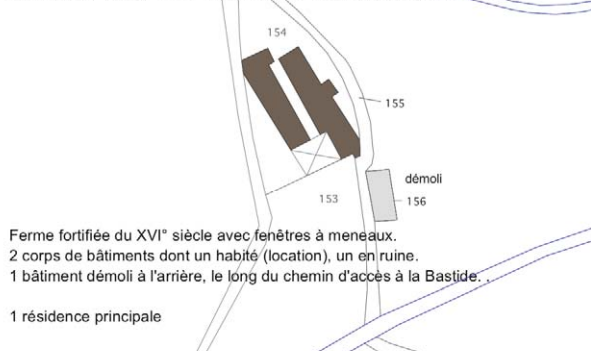 154
155
démoli
156
153
Ferme fortifiée du XVI° siècle avec fenêtres à meneaux.
2 corps de bâtiments dont un habité (location), un en ruine.
1 bâtiment démoli à l'arrière, le long du chemin d'accès à la Bastide. .
1 résidence principale